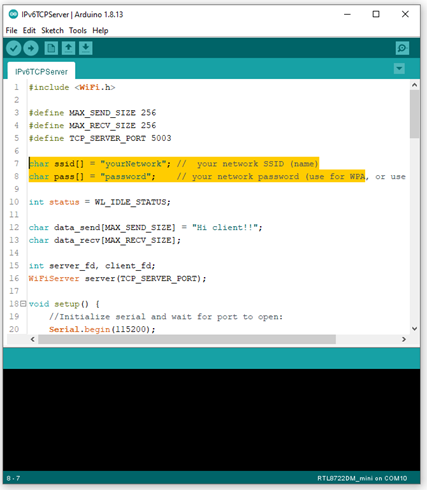 IPv6TCPServer | Arduino 1.8.13
File Edit Sketch Tools Help
IPv6TCPServer
1 #include <WiFi.h>
2
3 #define MAX_SEND_SIZE 256
4 #define MAX_RECV_SIZE 256
5 #define TCP_SERVER_PORT 5003
6
7 char ssid[] = "yourNetwork"; //  your network SSID (name)
8 char pass[] = "password";    // your network password (use for WPA, or use
9
10 int status = WL_IDLE_STATUS;
11
12 char data_send[MAX_SEND_SIZE] = "Hi client!!";
13 char data_recv[MAX_RECV_SIZE];
14
15 int server_fd, client_fd;
16 WiFiServer server(TCP_SERVER_PORT);
17
18 void setup() {
19     //Initialize serial and wait for port to open:
20     Serial.begin(115200);
8 - 7 RTL8722DM_mini on COM10